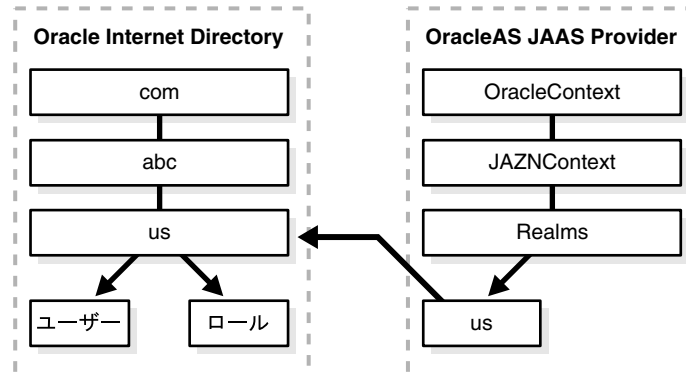 Oracle Internet Directory
com
abc
us
ユーザー
ロール
OracleAS JAAS Provider
OracleContext
JAZNContext
Realms
us